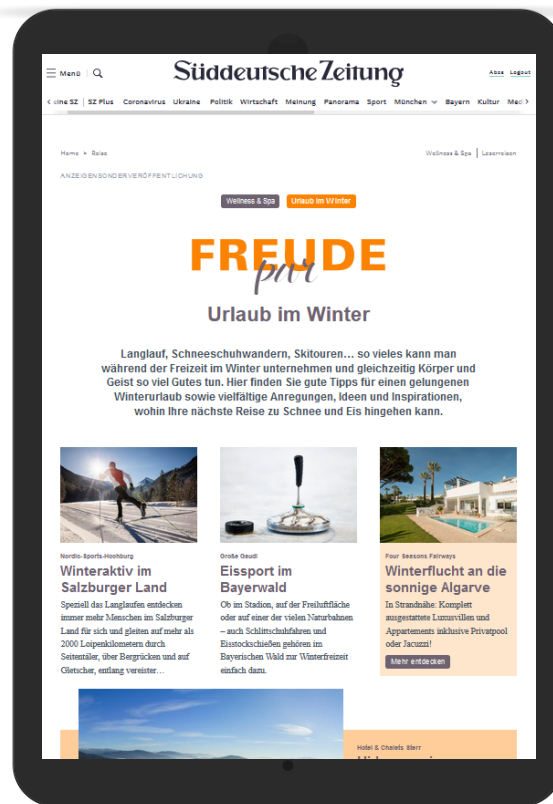 Menü
Süddeutsche Zeitung
Abos Logout
eine SZ | SZ Plus Coronavirus Ukraine Politik Wirtschaft Meinung Panorama Sport München Bayern Kultur
Home > Reise
Wellness & Spa | Leserreisen
ANZEIGENSONDERVERÖFFENTLICHUNG
Wellness & Spa Urlaub im Winter
FREUDE
pur
Urlaub im Winter
Langlauf, Schneeschuhwandern, Skitouren… so vieles kann man
während der Freizeit im Winter unternehmen und gleichzeitig Körper und
Geist so viel Gutes tun. Hier finden Sie gute Tipps für einen gelungenen
Winterurlaub sowie vielfältige Anregungen, Ideen und Inspirationen,
wohin Ihre nächste Reise zu Schnee und Eis hingehen kann.
Nordic-Sports-Hochburg
Winteraktiv im
Salzburger Land
Speziell das Langlaufen entdecken
immer mehr Menschen im Salzburger
Land für sich und gleiten auf mehr als
2000 Loipenkilometern durch
Seitentäler, über Bergrücken und auf
Gletscher, entlang vereister…
Große Gaudi
Eissport im
Bayerwald
Ob im Stadion, auf der Freiluftfläche
oder auf einer der vielen Naturbahnen
– auch Schlittschuhfahren und
Eisstockschießen gehören im
Bayerischen Wald zur Winterfreizeit
einfach dazu.
Four Seasons Fairways
Winterflucht an die
sonnige Algarve
In Strandnähe: Komplett
ausgestattete Luxusvillen und
Appartements inklusive Privatpool
oder Jacuzzi!
Mehr entdecken
Hotel & Chalets Sterr